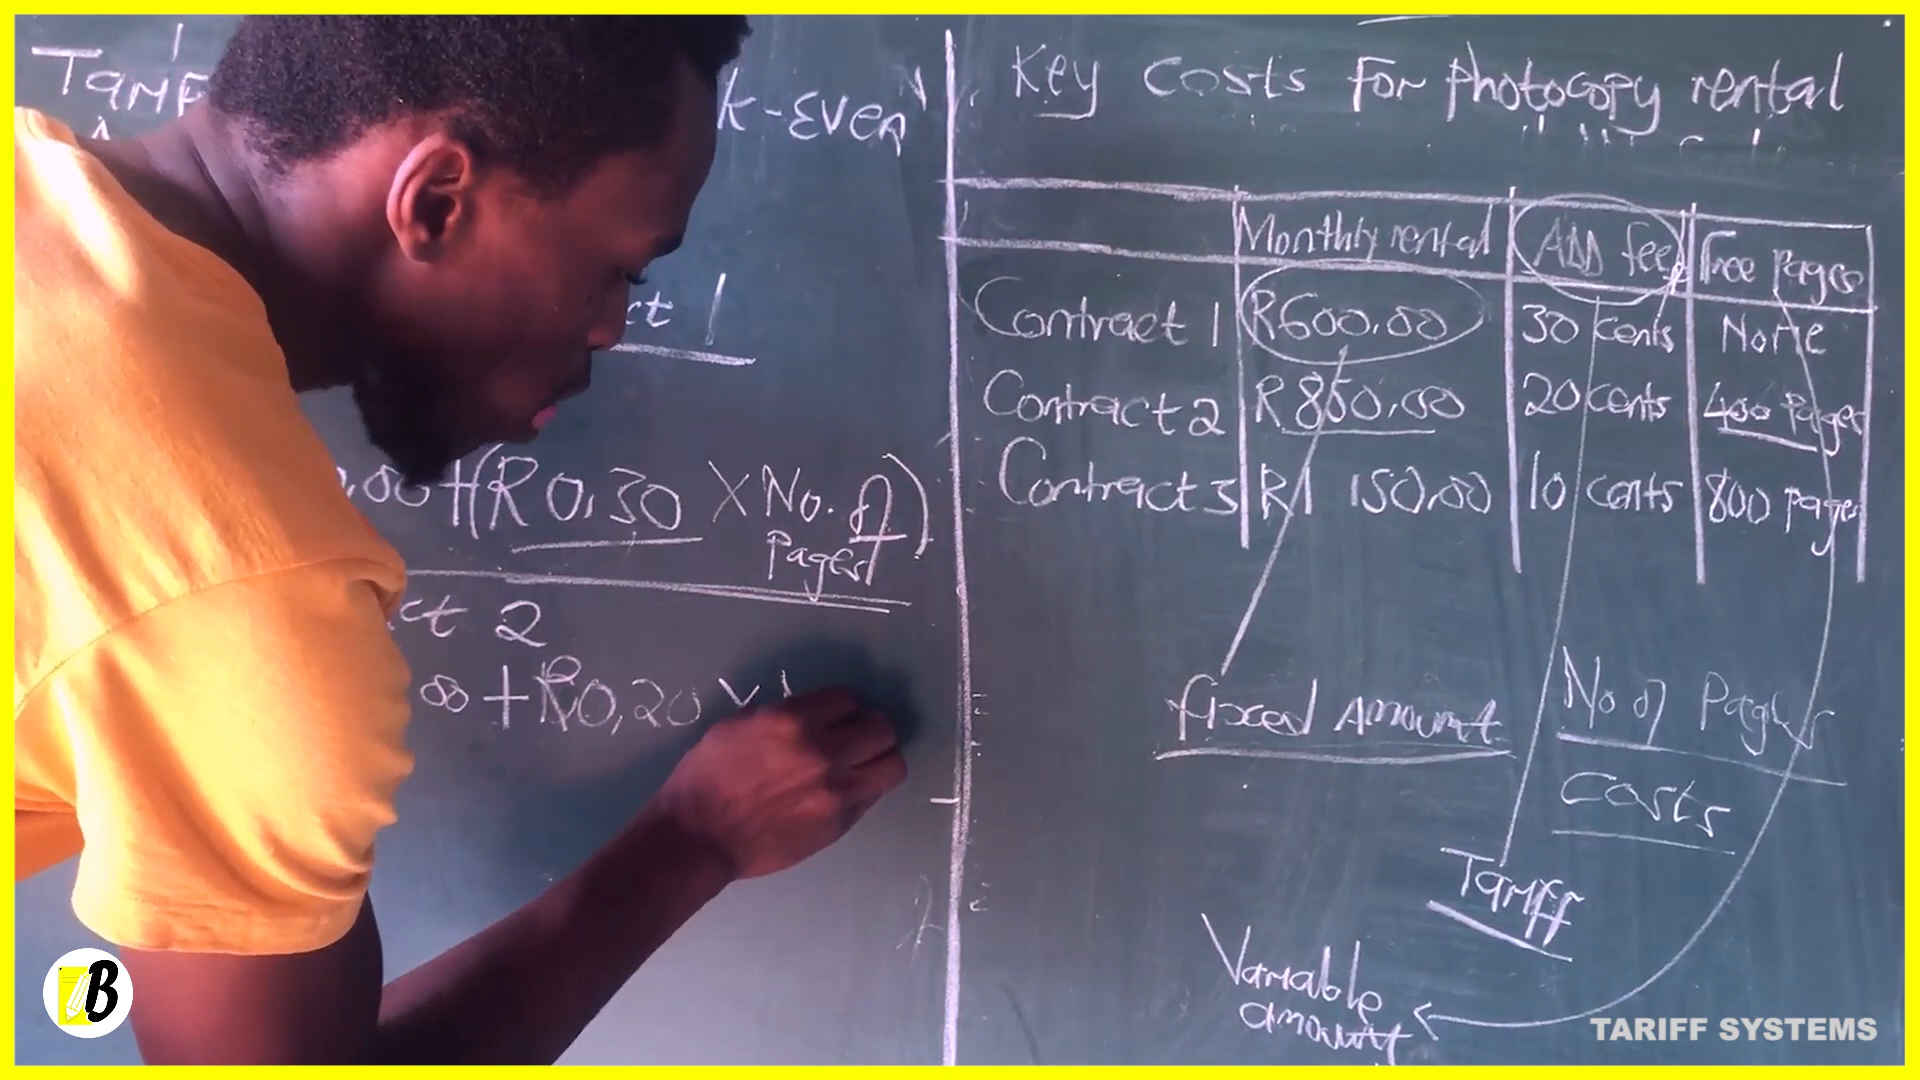 Tariff
k-Even
ct 1
,00+(R0,30 X No. of
Pages)
ct 2
00 + R0,20 X
Key Costs For photocopy rental
Monthly rental ADD fee Free Pages
Contract 1 R600.00 30 cents None
Contract 2 R850.00 20 cents 400 Pages
Contract 3 R1 150.00 10 cents 800 pages
fixed Amount
No of Pages
Costs
Tariff
Variable
amount
B
TARIFF SYSTEMS